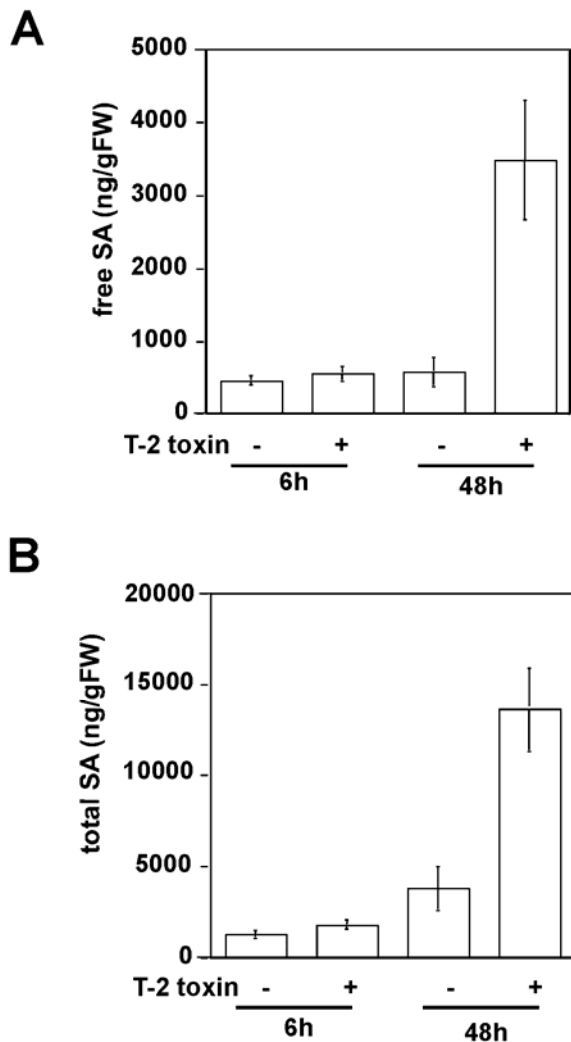 A
5000
4000
3000
2000
1000
0
free SA (ng/gFW)
T-2 toxin - + - +
6h 48h
B
20000
15000
10000
5000
0
total SA (ng/gFW)
T-2 toxin - + - +
6h 48h